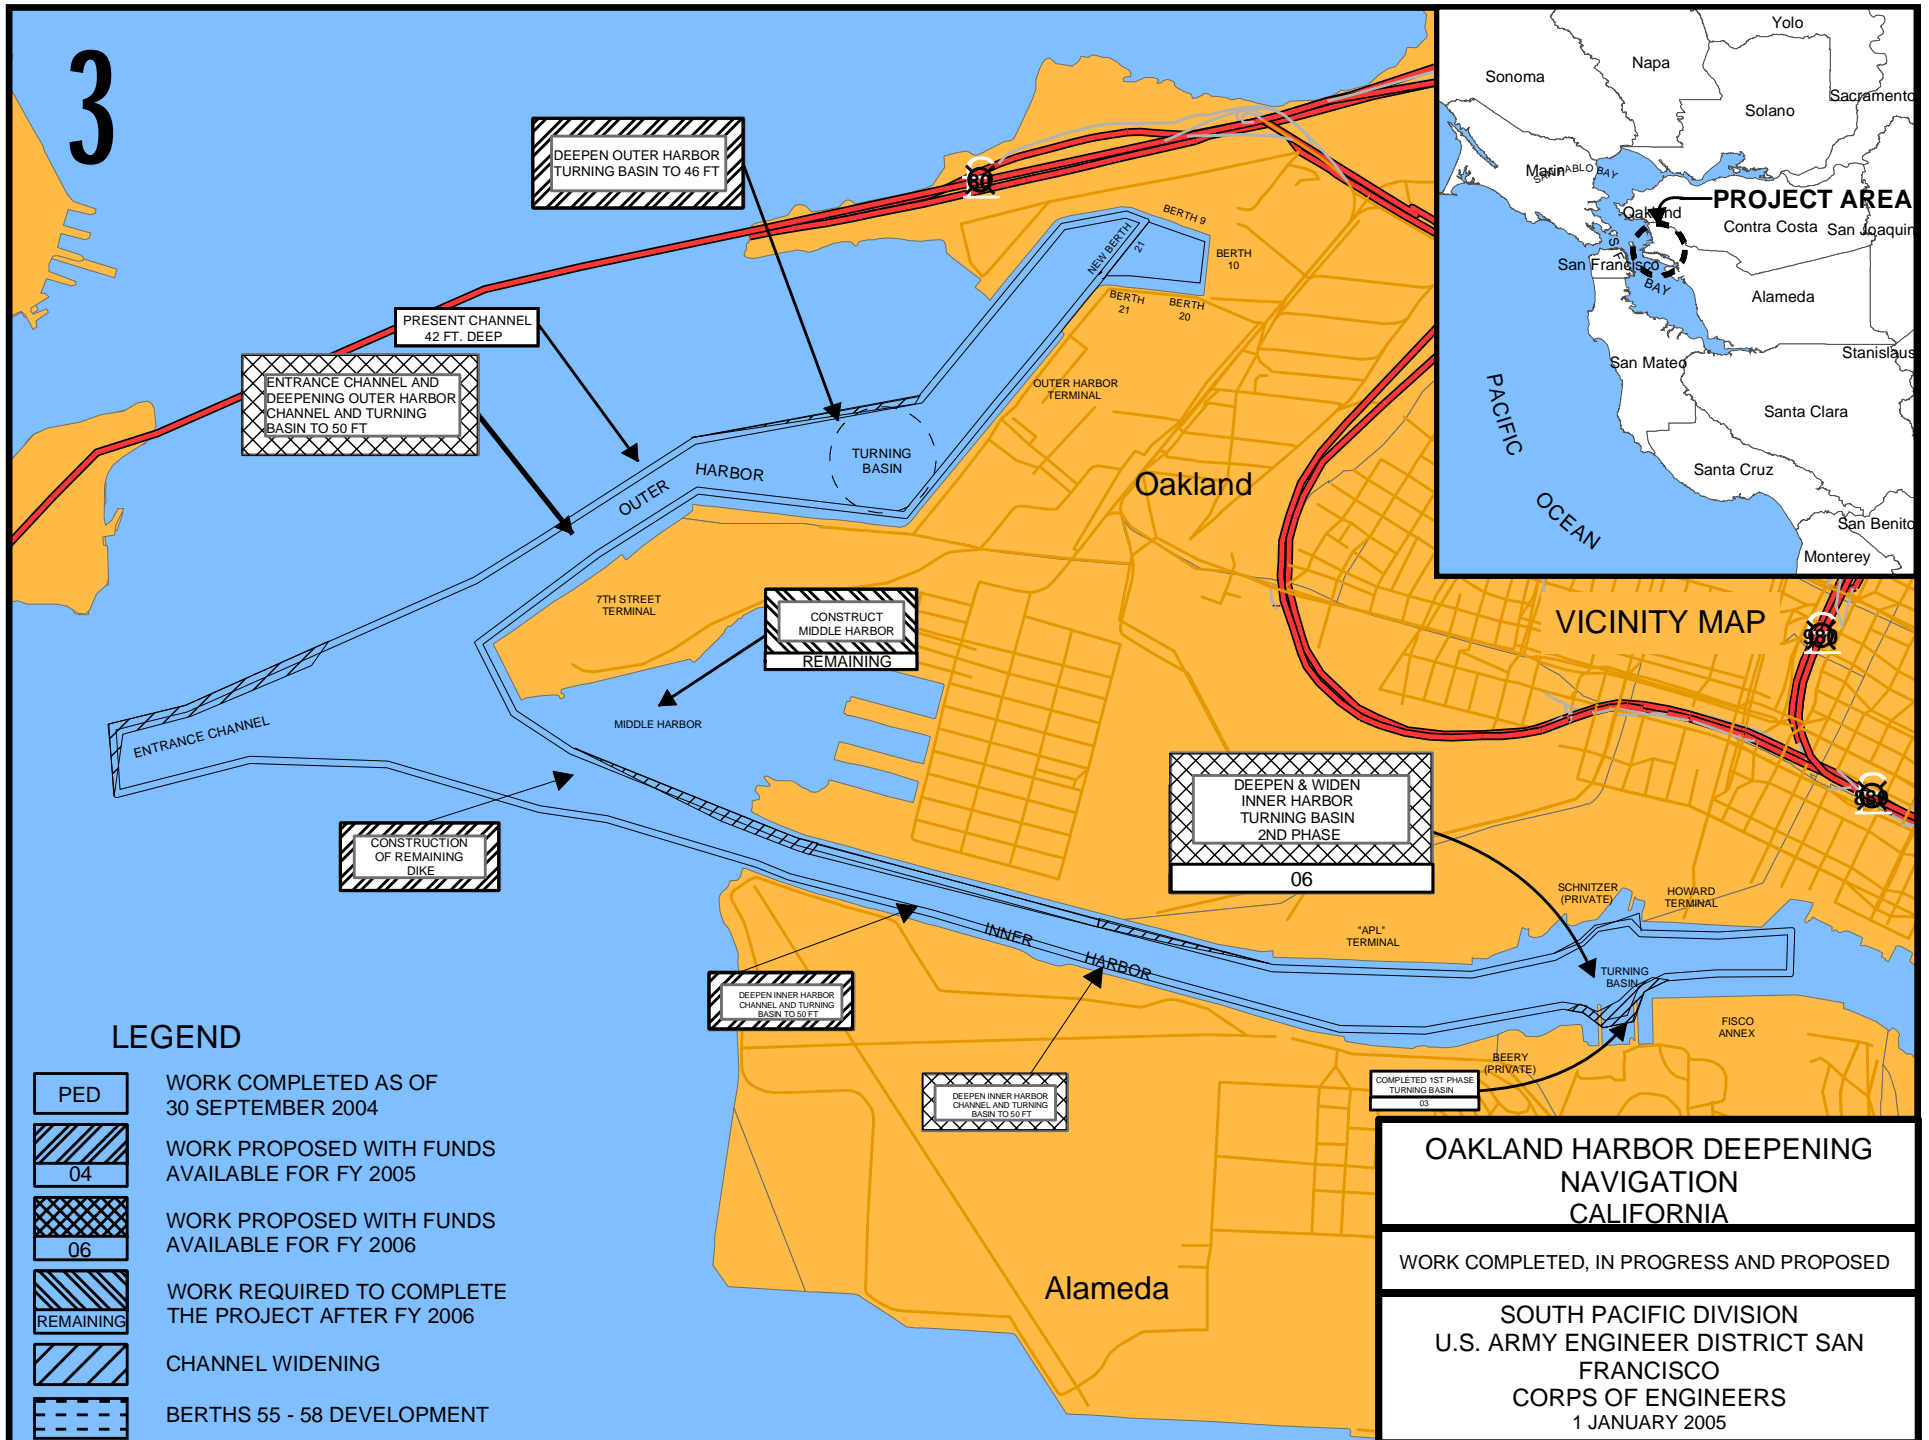 3
DEEPEN OUTER HARBOR
TURNING BASIN TO 46 FT
PRESENT CHANNEL
42 FT. DEEP
ENTRANCE CHANNEL AND
DEEPENING OUTER HARBOR
CHANNEL AND TURNING
BASIN TO 50 FT
80
BERTH 9
NEW BERTH
21
BERTH
10
BERTH
21
BERTH
20
OUTER HARBOR
TERMINAL
TURNING
BASIN
OUTER
HARBOR
Oakland
7TH STREET
TERMINAL
CONSTRUCT
MIDDLE HARBOR
REMAINING
MIDDLE HARBOR
ENTRANCE CHANNEL
CONSTRUCTION
OF REMAINING
DIKE
DEEPEN & WIDEN
INNER HARBOR
TURNING BASIN
2ND PHASE
06
SCHNITZER
(PRIVATE)
HOWARD
TERMINAL
"APL"
TERMINAL
TURNING
BASIN
INNER
HARBOR
DEEPEN INNER HARBOR
CHANNEL AND TURNING
BASIN TO 50 FT
DEEPEN INNER HARBOR
CHANNEL AND TURNING
BASIN TO 50 FT
FISCO
ANNEX
BEERY
(PRIVATE)
COMPLETED 1ST PHASE
TURNING BASIN
03
Alameda
Yolo
Napa
Sonoma
Sacramento
Solano
Marin
SAN PABLO BAY
PROJECT AREA
Oakland
Contra Costa
San Joaquin
San Francisco
S F
BAY
Alameda
Stanislaus
San Mateo
PACIFIC
OCEAN
Santa Clara
Santa Cruz
San Benito
Monterey
VICINITY MAP
980
880
LEGEND
PED
WORK COMPLETED AS OF
30 SEPTEMBER 2004
04
WORK PROPOSED WITH FUNDS
AVAILABLE FOR FY 2005
06
WORK PROPOSED WITH FUNDS
AVAILABLE FOR FY 2006
REMAINING
WORK REQUIRED TO COMPLETE
THE PROJECT AFTER FY 2006
CHANNEL WIDENING
BERTHS 55 - 58 DEVELOPMENT
OAKLAND HARBOR DEEPENING
NAVIGATION
CALIFORNIA
WORK COMPLETED, IN PROGRESS AND PROPOSED
SOUTH PACIFIC DIVISION
U.S. ARMY ENGINEER DISTRICT SAN
FRANCISCO
CORPS OF ENGINEERS
1 JANUARY 2005